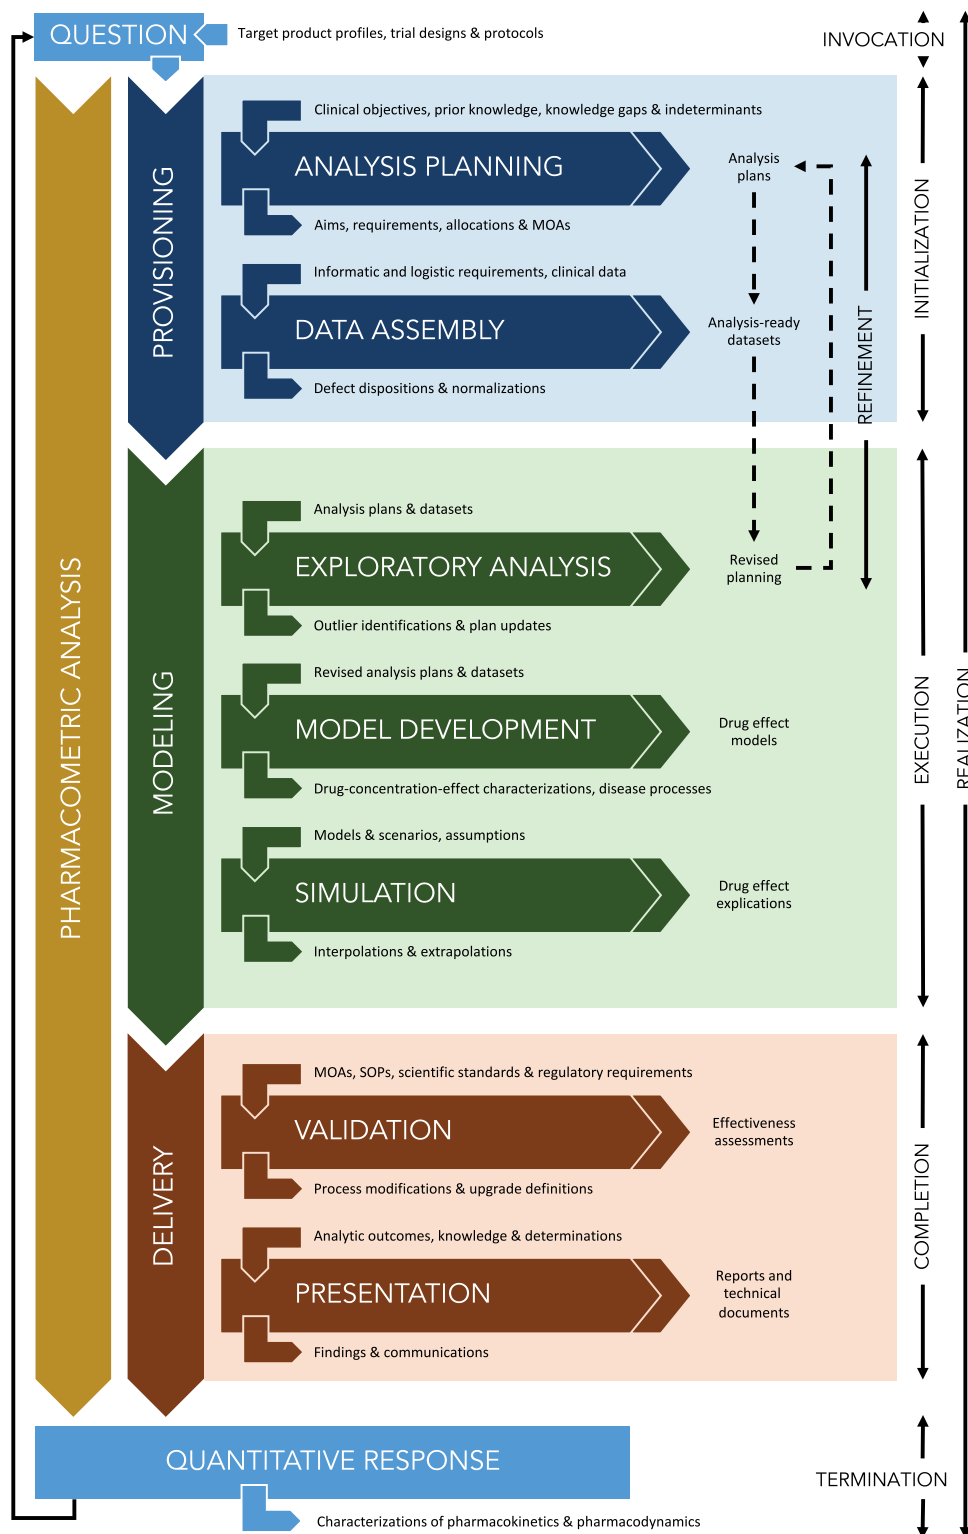 QUESTION
Target product profiles, trial designs & protocols
INVOCATION
PHARMACOMETRIC ANALYSIS
PROVISIONING
Clinical objectives, prior knowledge, knowledge gaps & indeterminants
ANALYSIS PLANNING
Analysis
plans
Aims, requirements, allocations & MOAs
Informatic and logistic requirements, clinical data
DATA ASSEMBLY
Analysis-ready
datasets
Defect dispositions & normalizations
INITIALIZATION
REFINEMENT
MODELING
Analysis plans & datasets
EXPLORATORY ANALYSIS
Revised
planning
Outlier identifications & plan updates
Revised analysis plans & datasets
MODEL DEVELOPMENT
Drug effect
models
Drug-concentration-effect characterizations, disease processes
Models & scenarios, assumptions
SIMULATION
Drug effect
explications
Interpolations & extrapolations
EXECUTION
REALIZATION
DELIVERY
MOAs, SOPs, scientific standards & regulatory requirements
VALIDATION
Effectiveness
assessments
Process modifications & upgrade definitions
Analytic outcomes, knowledge & determinations
PRESENTATION
Reports and
technical
documents
Findings & communications
COMPLETION
QUANTITATIVE RESPONSE
TERMINATION
Characterizations of pharmacokinetics & pharmacodynamics